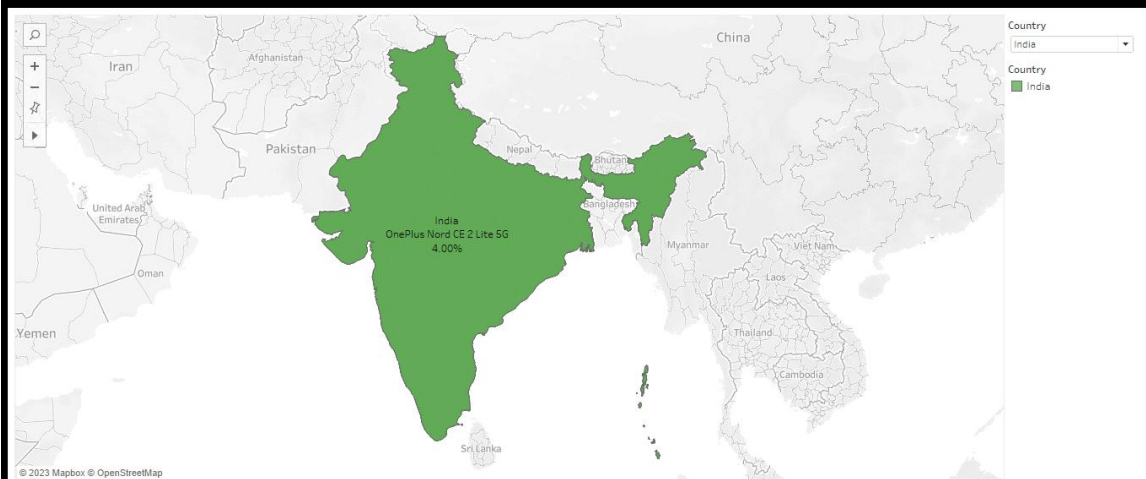 Country
India
Country
India
China
Afghanistan
Iran
Pakistan
Nepal
Bhutan
United Arab
Emirates
Bangladesh
India
OnePlus Nord CE 2 Lite 5G
4.00%
Myanmar
Viet Nam
Oman
Laos
Yemen
Thailand
Cambodia
Sri Lanka
© 2023 Mapbox © OpenStreetMap